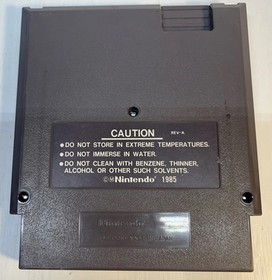 CAUTION REV-A
•DO NOT STORE IN EXTREME TEMPERATURES.
•DO NOT IMMERSE IN WATER.
•DO NOT CLEAN WITH BENZENE, THINNER,
ALCOHOL OR OTHER SUCH SOLVENTS.
©®Nintendo 1985
Nintendo